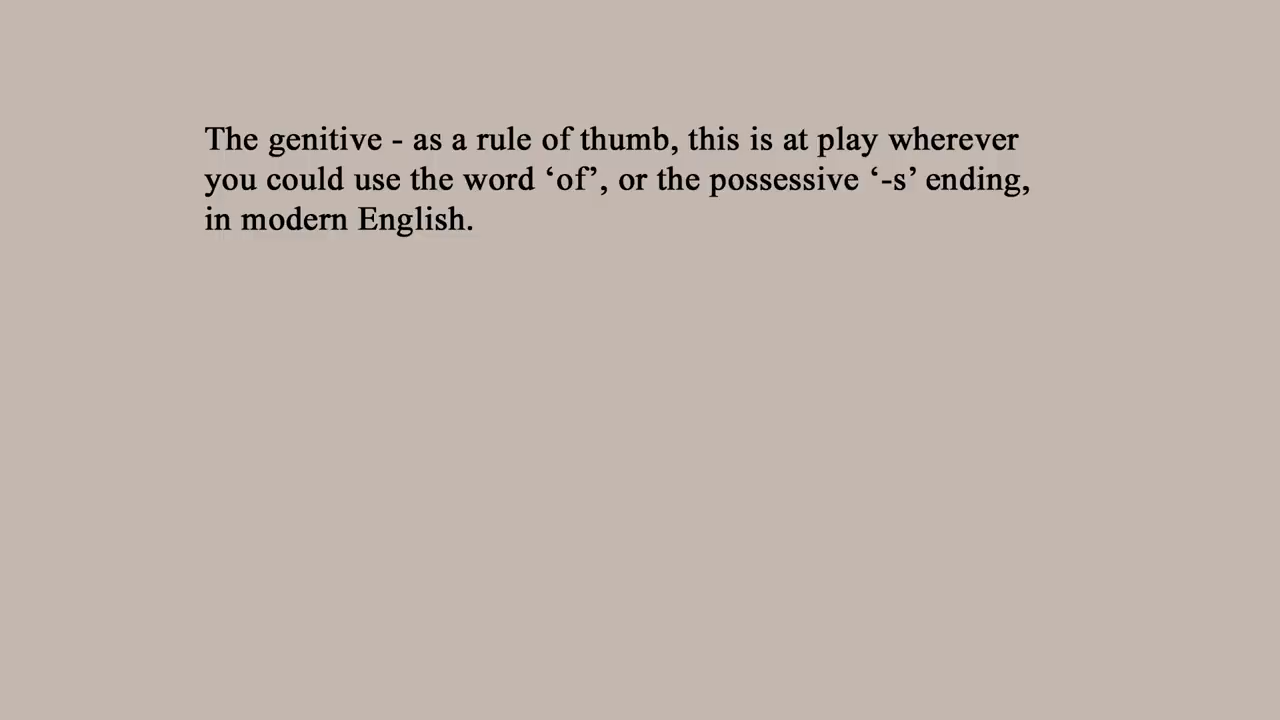 The genitive - as a rule of thumb, this is at play wherever
you could use the word ‘of’, or the possessive ‘-s’ ending,
in modern English.